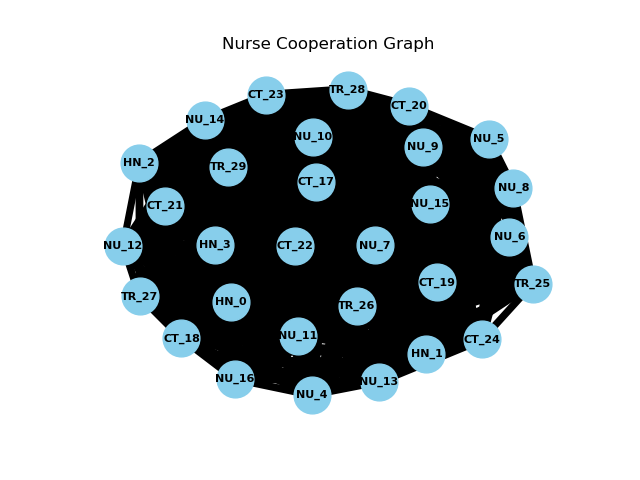 Nurse Cooperation Graph
TR_28
CT_23
CT_20
NU_14
NU_10
NU_5
NU_9
HN_2
TR_29
CT_17
NU_8
CT_21
NU_15
NU_6
NU_12
HN_3
CT_22
NU_7
CT_19
TR_25
TR_27
HN_0
TR_26
CT_18
NU_11
CT_24
HN_1
NU_16
NU_13
NU_4